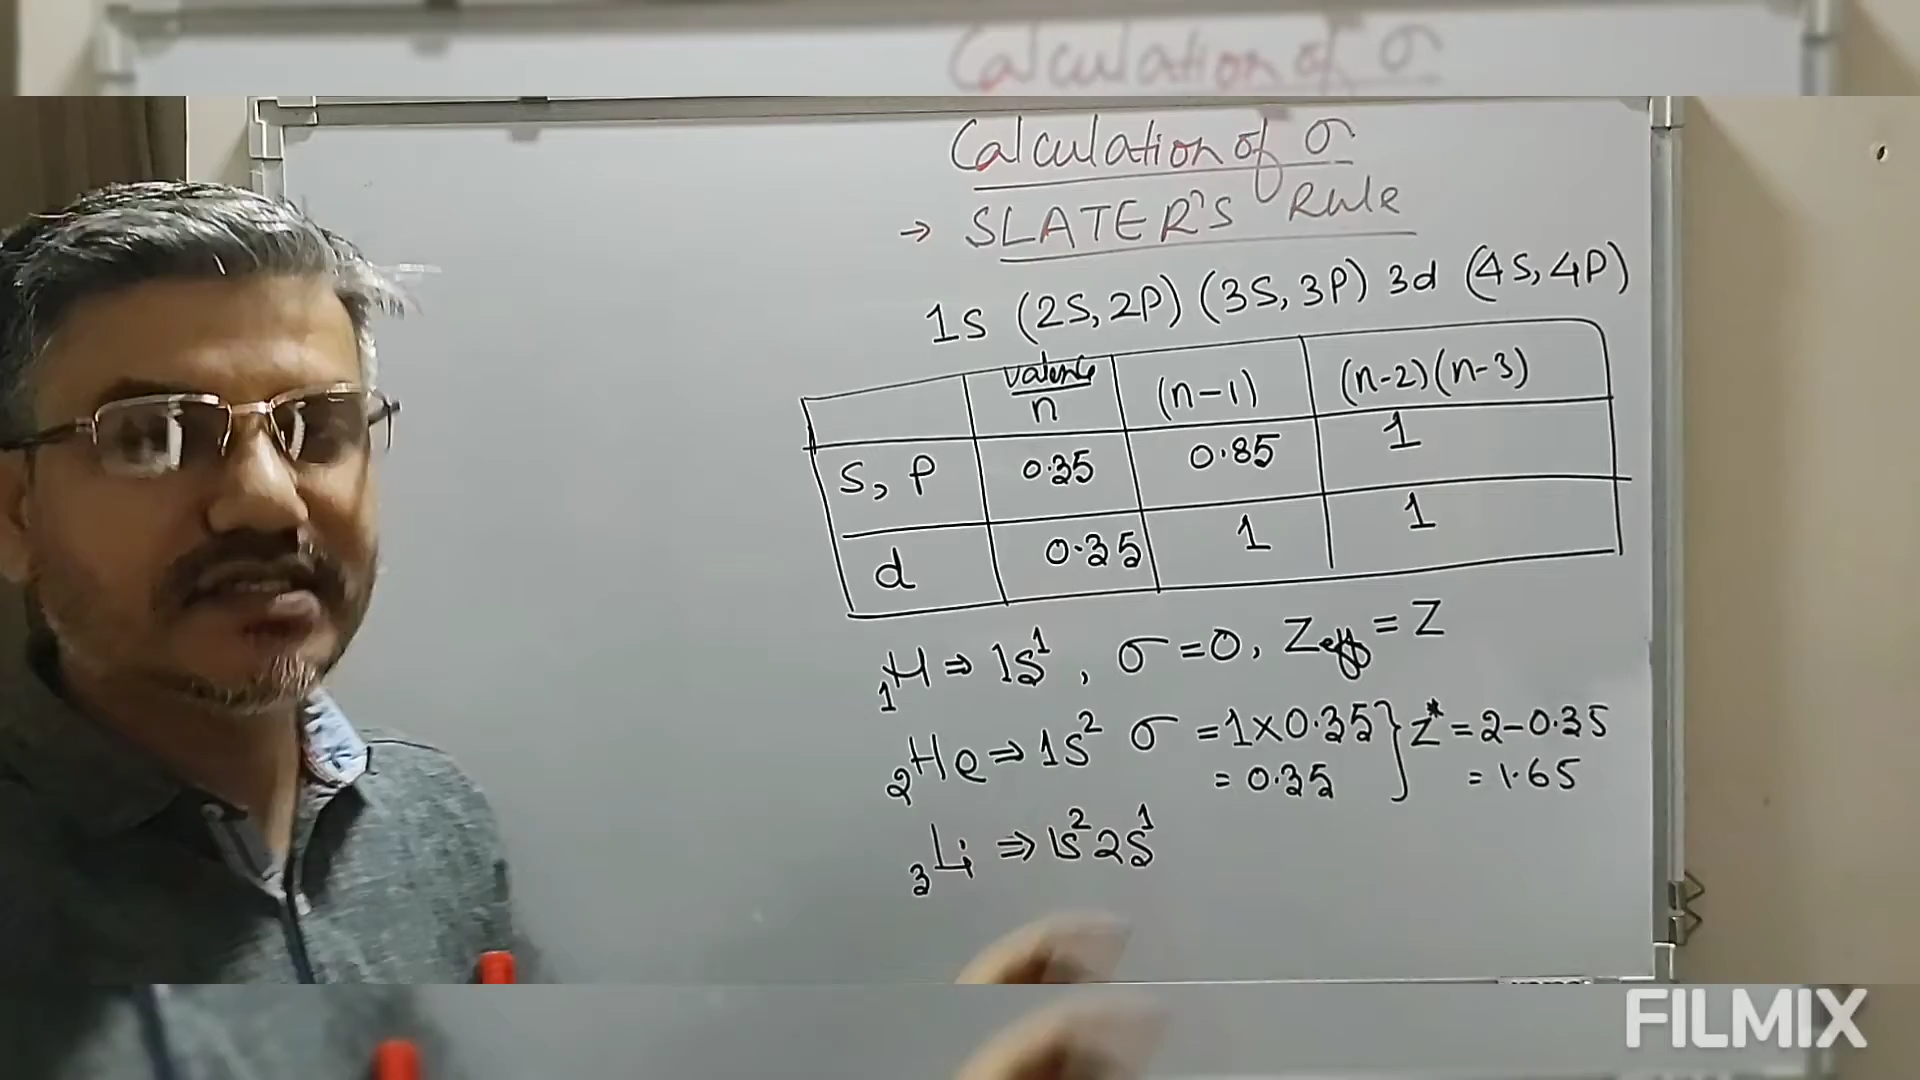 Calculation of σ
Calculation of σ
→ SLATER'S Rule
1s (2s, 2p) (3s, 3p) 3d (4s, 4p)
valence
n (n-1) (n-2)(n-3)
s, p 0.35 0.85 1
d 0.35 1 1
₁H ⇒ 1s¹, σ = 0, Zeff = Z
₂He ⇒ 1s² σ = 1×0.35 } Z* = 2-0.35
= 0.35 = 1.65
₃Li ⇒ 1s² 2s¹
FILMIX